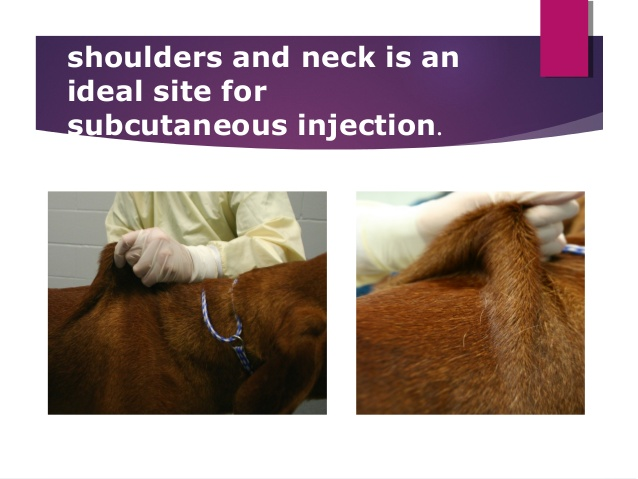 shoulders and neck is an
ideal site for
subcutaneous injection.